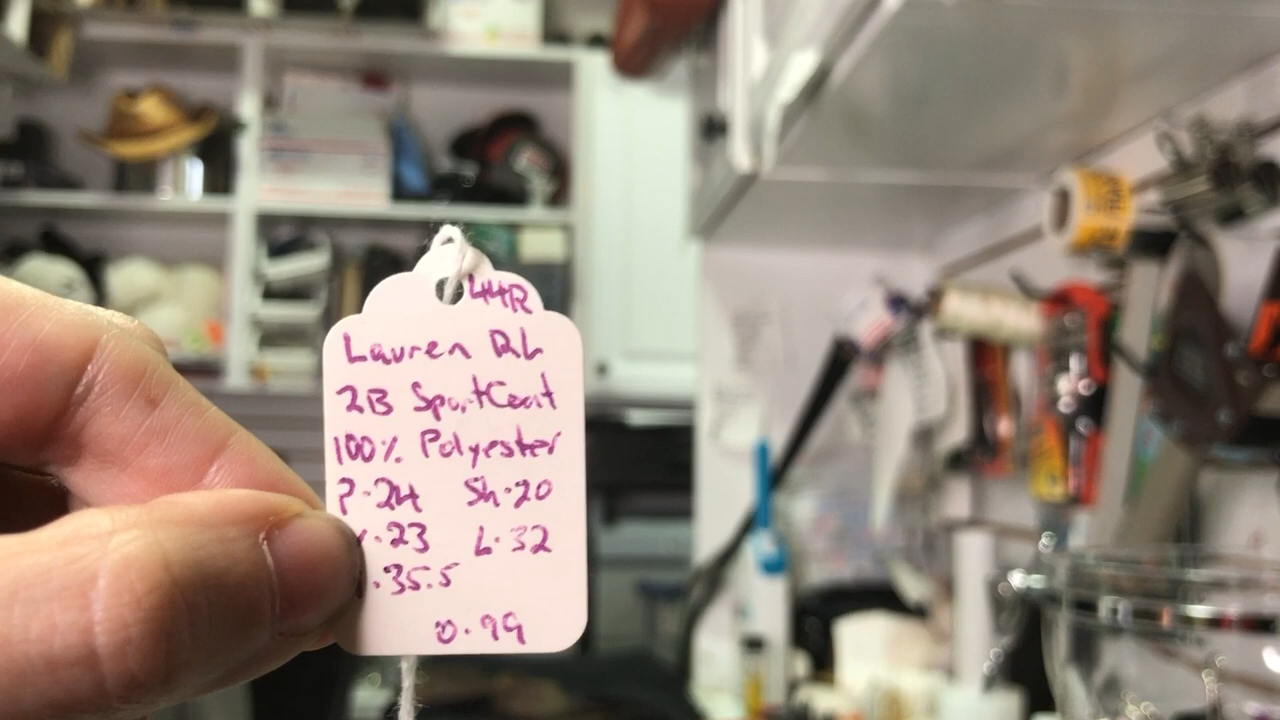 44R
Lauren RL
2B SportCoat
100% Polyester
P.24 Sh.20
.23 L.32
.35.5
0.99